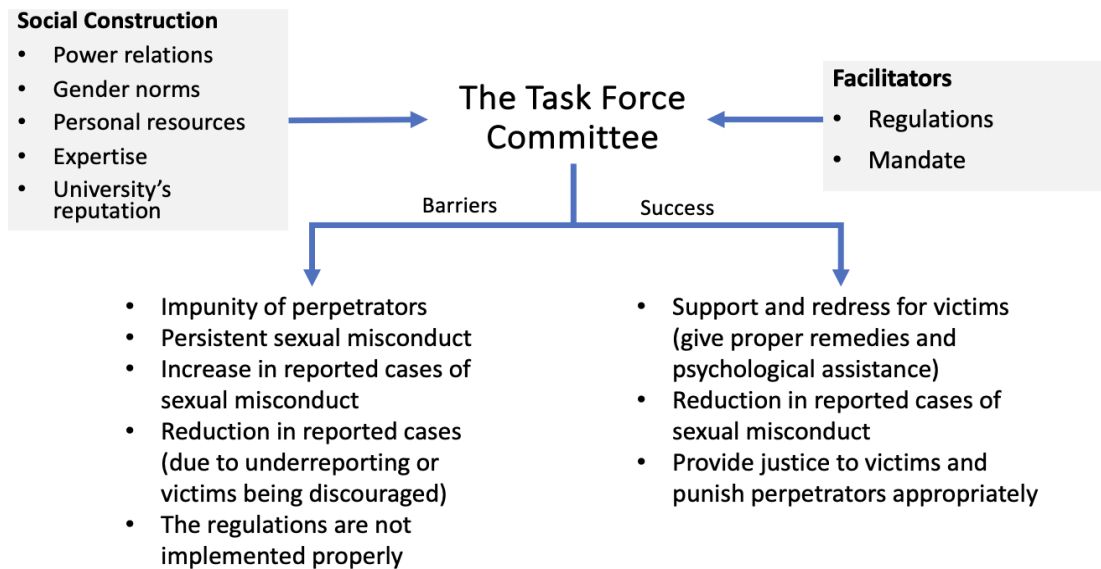 Social Construction
• Power relations
• Gender norms
• Personal resources
• Expertise
• University’s
reputation
The Task Force
Committee
Facilitators
• Regulations
• Mandate
Barriers
Success
• Impunity of perpetrators
• Persistent sexual misconduct
• Increase in reported cases of
sexual misconduct
• Reduction in reported cases
(due to underreporting or
victims being discouraged)
• The regulations are not
implemented properly
• Support and redress for victims
(give proper remedies and
psychological assistance)
• Reduction in reported cases of
sexual misconduct
• Provide justice to victims and
punish perpetrators appropriately